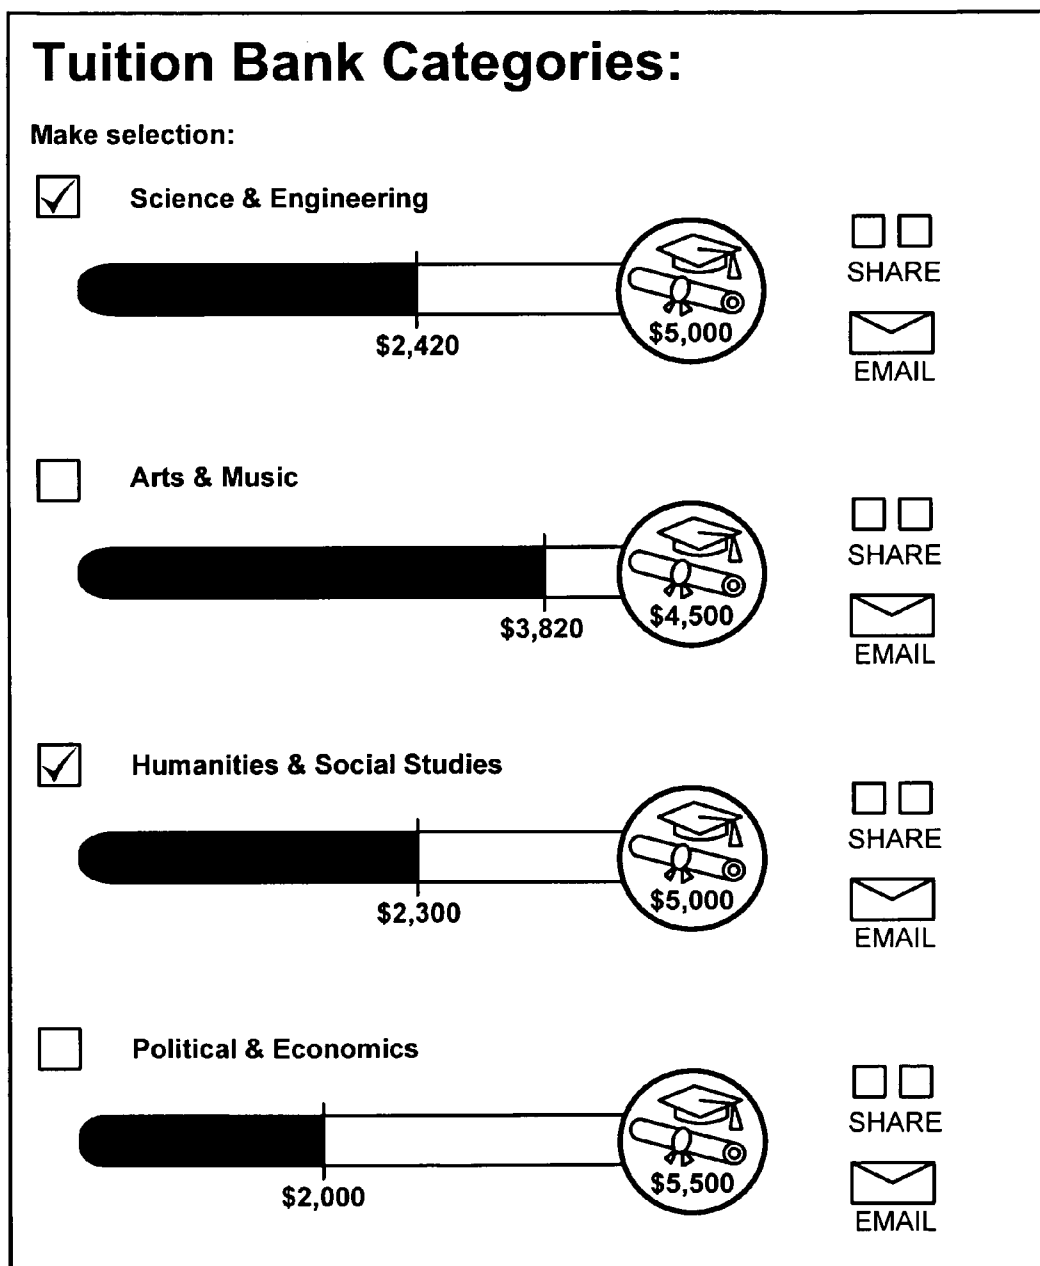 Tuition Bank Categories:
Make selection:
Science & Engineering
SHARE
$5,000
$2,420
EMAIL
Arts & Music
SHARE
$4,500
$3,820
EMAIL
Humanities & Social Studies
SHARE
$5,000
$2,300
EMAIL
Political & Economics
SHARE
$5,500
$2,000
EMAIL